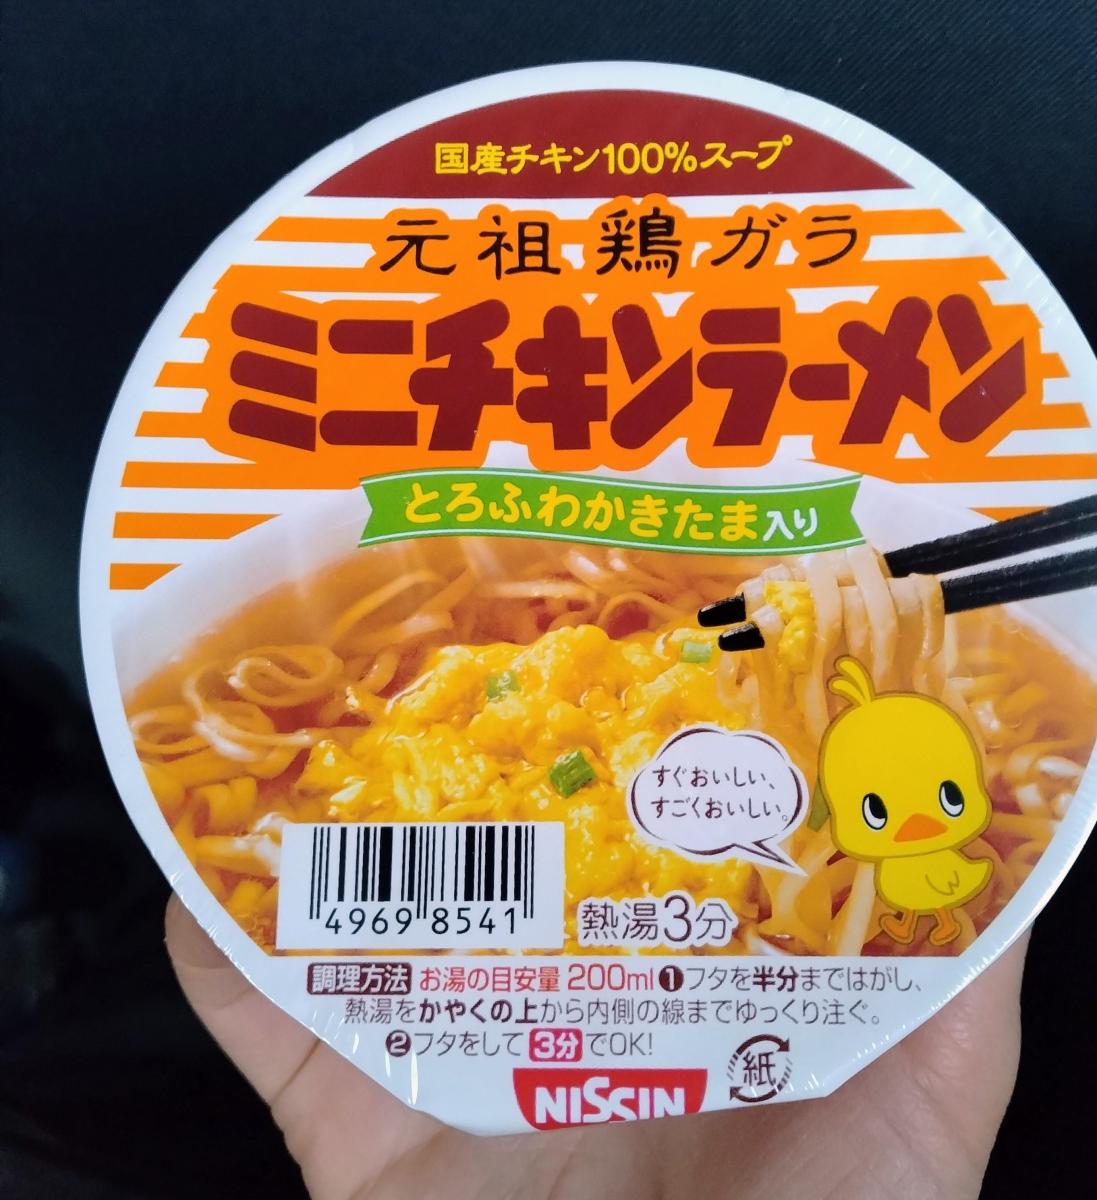 国産チキン100%スープ
元祖鶏ガラ
ミニチキンラーメン
とろふわかきたま入り
すぐおいしい、
すごくおいしい。
4969 8541
熱湯3分
調理方法 お湯の目安量 200ml ❶フタを半分まではがし、
熱湯をかやくの上から内側の線までゆっくり注ぐ。
❷フタをして3分でOK!
NISSIN
紙